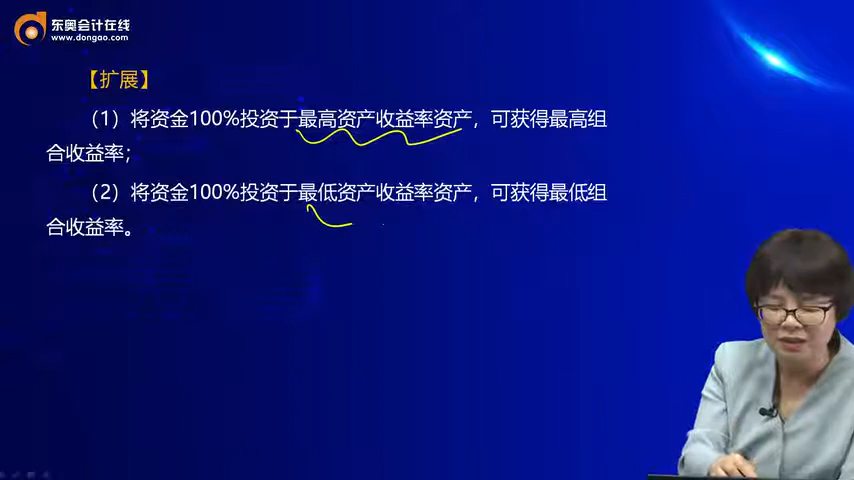 东奥会计在线
www.dongao.com
【扩展】
（1）将资金100%投资于最高资产收益率资产，可获得最高组
合收益率；
（2）将资金100%投资于最低资产收益率资产，可获得最低组
合收益率。